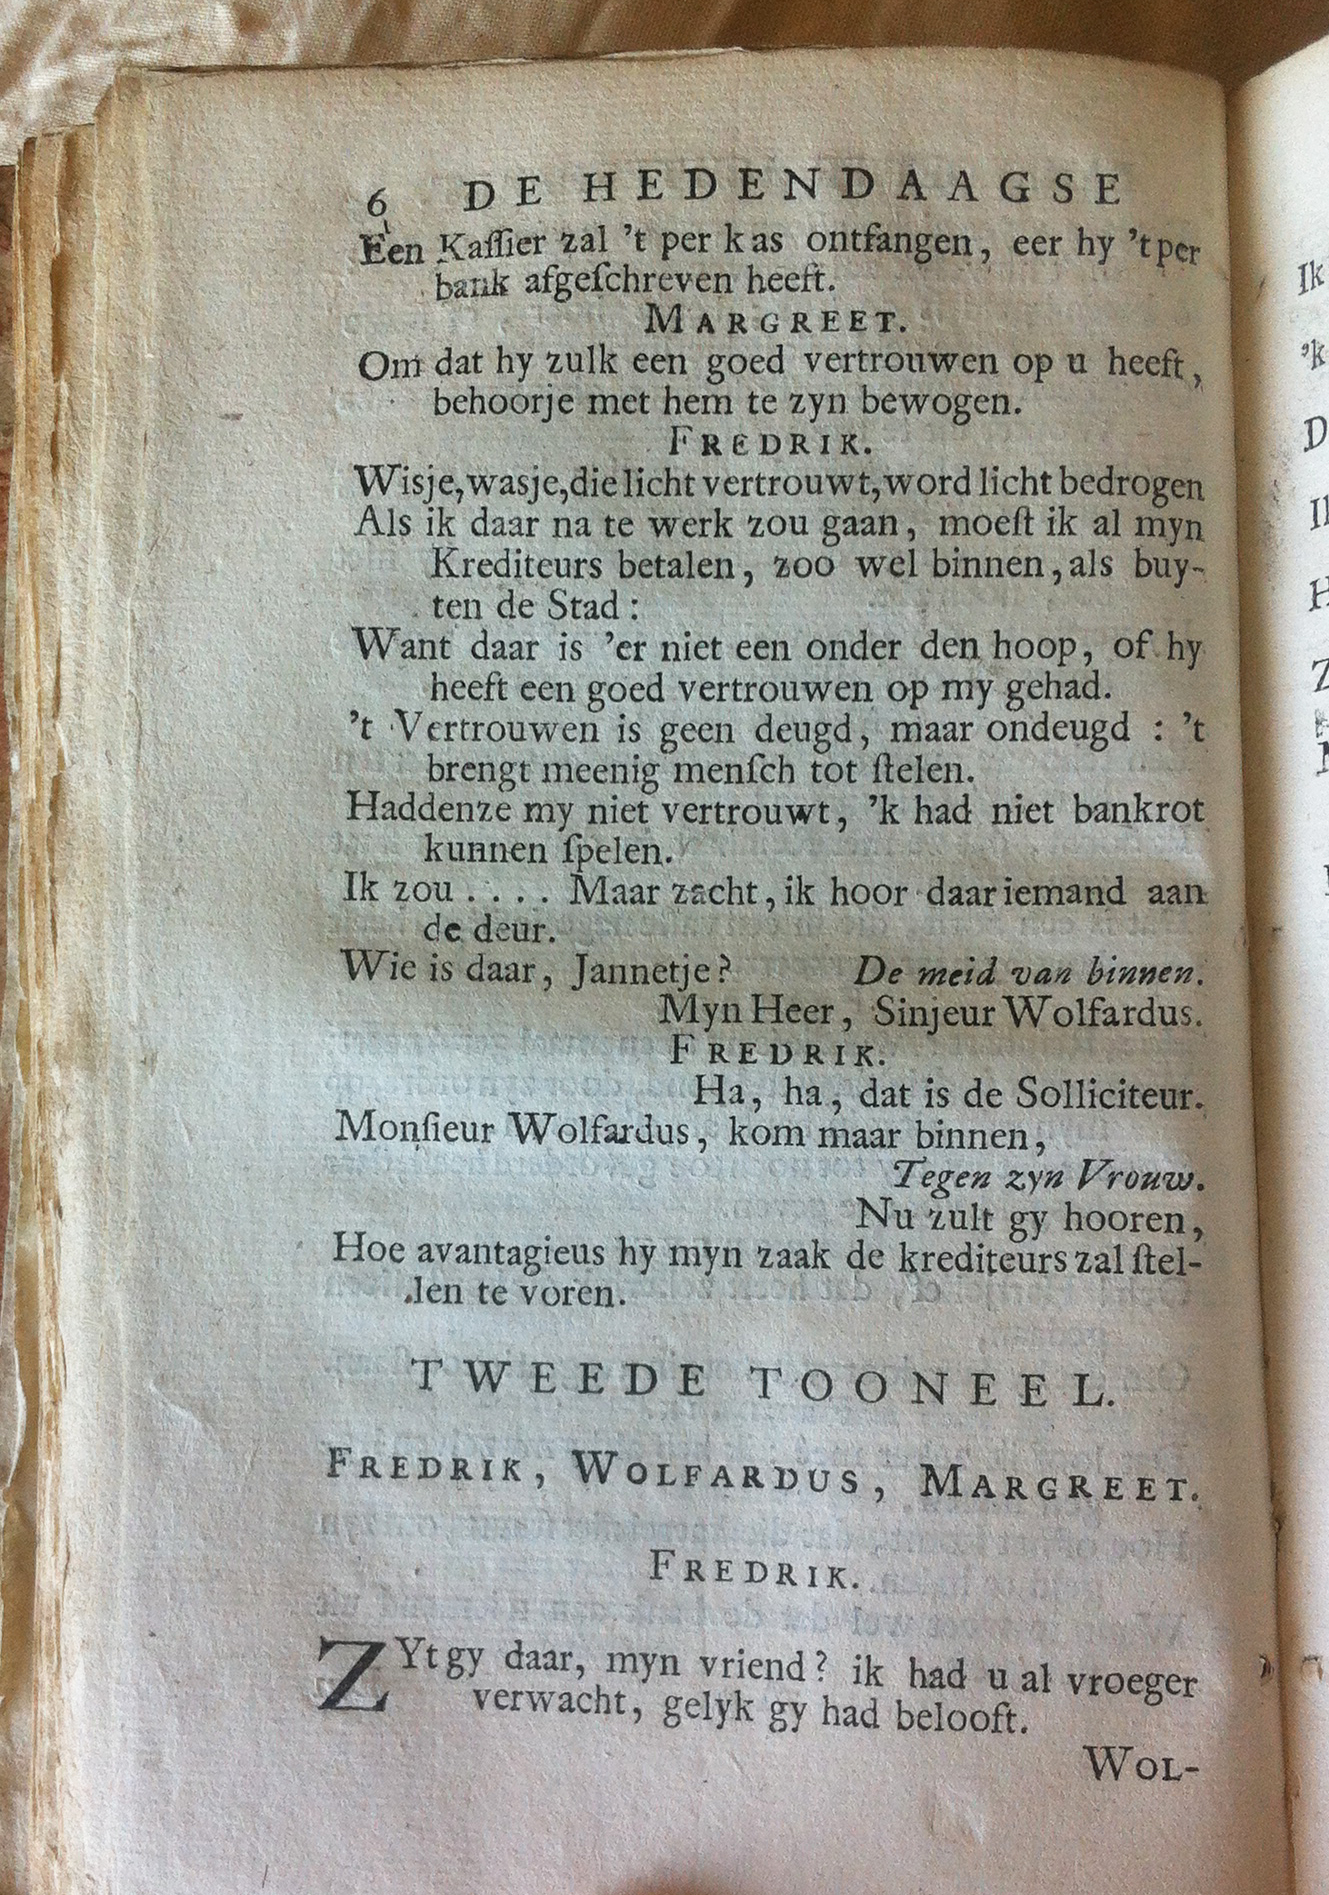 6 DE HEDENDAAGSE
Een Kaſſier zal 't per kas ontfangen, eer hy 't per
bank afgeſchreven heeft.
MARGREET.
Om dat hy zulk een goed vertrouwen op u heeft,
behoorje met hem te zyn bewogen.
FREDRIK.
Wisje, wasje, die licht vertrouwt, word licht bedrogen
Als ik daar na te werk zou gaan, moeſt ik al myn
Krediteurs betalen, zoo wel binnen, als buy-
ten de Stad:
Want daar is 'er niet een onder den hoop, of hy
heeft een goed vertrouwen op my gehad.
't Vertrouwen is geen deugd, maar ondeugd : 't
brengt meenig menſch tot ſtelen.
Haddenze my niet vertrouwt, 'k had niet bankrot
kunnen ſpelen.
Ik zou .... Maar zacht, ik hoor daar iemand aan
de deur.
Wie is daar, Jannetje? De meid van binnen.
Myn Heer, Sinjeur Wolfardus.
FREDRIK.
Ha, ha, dat is de Solliciteur.
Monſieur Wolfardus, kom maar binnen,
Tegen zyn Vrouw.
Nu zult gy hooren,
Hoe avantagieus hy myn zaak de krediteurs zal ſtel-
len te voren.
TWEEDE TOONEEL.
FREDRIK, WOLFARDUS, MARGREET.
FREDRIK.
ZYt gy daar, myn vriend? ik had u al vroeger
verwacht, gelyk gy had belooft.
WOL-
Ik
'k